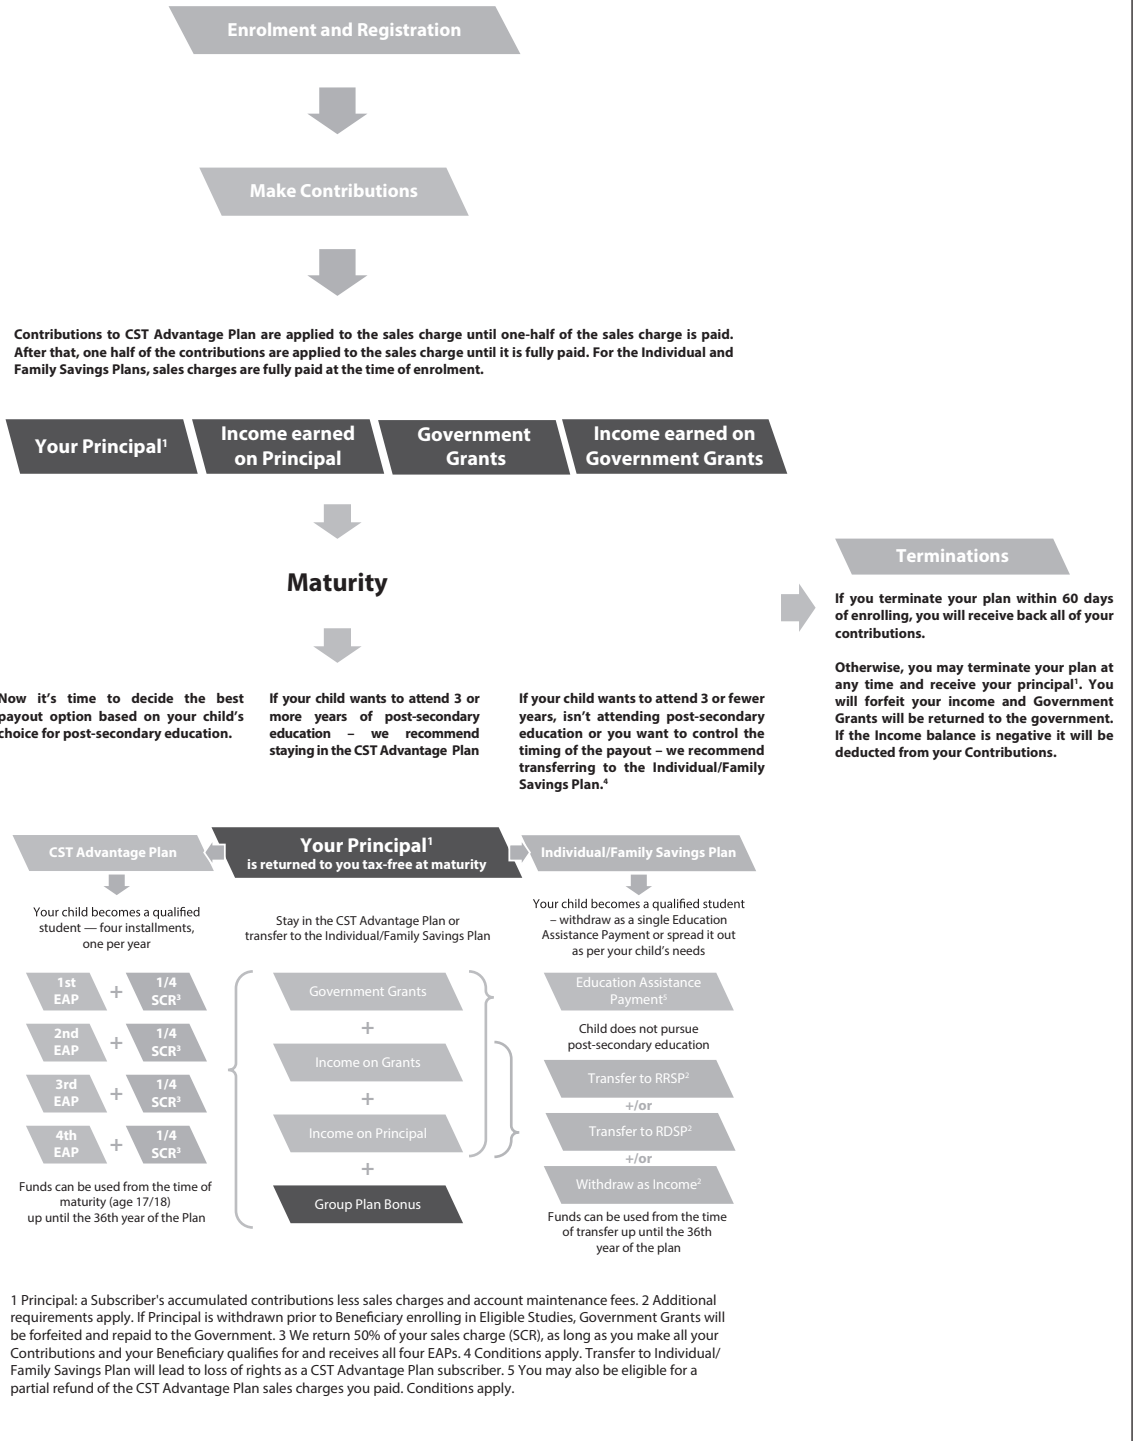 Enrolment and Registration
Make Contributions
Contributions to CST Advantage Plan are applied to the sales charge until one-half of the sales charge is paid.
After that, one half of the contributions are applied to the sales charge until it is fully paid. For the Individual and
Family Savings Plans, sales charges are fully paid at the time of enrolment.
Your Principal¹
Income earned
on Principal
Government
Grants
Income earned on
Government Grants
Maturity
Terminations
If you terminate your plan within 60 days
of enrolling, you will receive back all of your
contributions.
Otherwise, you may terminate your plan at
any time and receive your principal¹. You
will forfeit your income and Government
Grants will be returned to the government.
If the Income balance is negative it will be
deducted from your Contributions.
Now it's time to decide the best
payout option based on your child's
choice for post-secondary education.
If your child wants to attend 3 or
more years of post-secondary
education – we recommend
staying in the CST Advantage Plan
If your child wants to attend 3 or fewer
years, isn't attending post-secondary
education or you want to control the
timing of the payout – we recommend
transferring to the Individual/Family
Savings Plan.⁴
CST Advantage Plan
Your Principal¹
is returned to you tax-free at maturity
Individual/Family Savings Plan
Your child becomes a qualified
student — four installments,
one per year
1st
EAP
+
1/4
SCR³
2nd
EAP
+
1/4
SCR³
3rd
EAP
+
1/4
SCR³
4th
EAP
+
1/4
SCR³
Funds can be used from the time of
maturity (age 17/18)
up until the 36th year of the Plan
Stay in the CST Advantage Plan or
transfer to the Individual/Family Savings Plan
Government Grants
+
Income on Grants
+
Income on Principal
+
Group Plan Bonus
Your child becomes a qualified student
– withdraw as a single Education
Assistance Payment or spread it out
as per your child's needs
Education Assistance
Payment⁵
Child does not pursue
post-secondary education
Transfer to RRSP²
+/or
Transfer to RDSP²
+/or
Withdraw as Income²
Funds can be used from the time
of transfer up until the 36th
year of the plan
1 Principal: a Subscriber's accumulated contributions less sales charges and account maintenance fees. 2 Additional
requirements apply. If Principal is withdrawn prior to Beneficiary enrolling in Eligible Studies, Government Grants will
be forfeited and repaid to the Government. 3 We return 50% of your sales charge (SCR), as long as you make all your
Contributions and your Beneficiary qualifies for and receives all four EAPs. 4 Conditions apply. Transfer to Individual/
Family Savings Plan will lead to loss of rights as a CST Advantage Plan subscriber. 5 You may also be eligible for a
partial refund of the CST Advantage Plan sales charges you paid. Conditions apply.